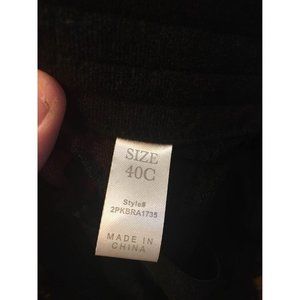 SIZE
40C
Style#
2PKBRA1735
MADE IN
CHINA